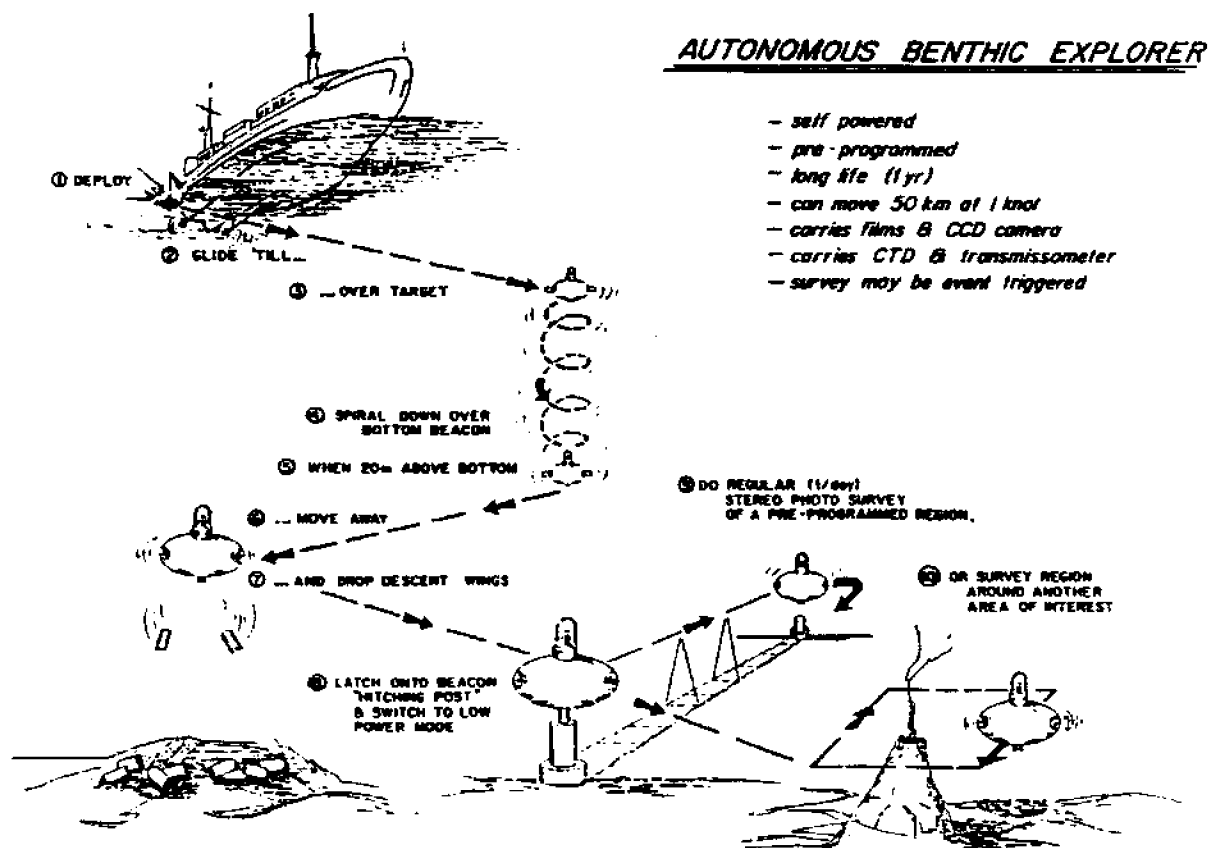 AUTONOMOUS BENTHIC EXPLORER
- self powered
- pre-programmed
- long life (1 yr)
- can move 50 km at 1 knot
- carries films & CCD camera
- carries CTD & transmissometer
- survey may be event triggered
① DEPLOY
② GLIDE 'TILL...
③ ... OVER TARGET
④ SPIRAL DOWN OVER
BOTTOM BEACON
⑤ WHEN 20m ABOVE BOTTOM
⑥ ... MOVE AWAY
⑦ ... AND DROP DESCENT WINGS
⑧ LATCH ONTO BEACON
"HITCHING POST"
& SWITCH TO LOW
POWER MODE
⑨ DO REGULAR (1/day)
STEREO PHOTO SURVEY
OF A PRE-PROGRAMMED REGION,
⑩ OR SURVEY REGION
AROUND ANOTHER
AREA OF INTEREST